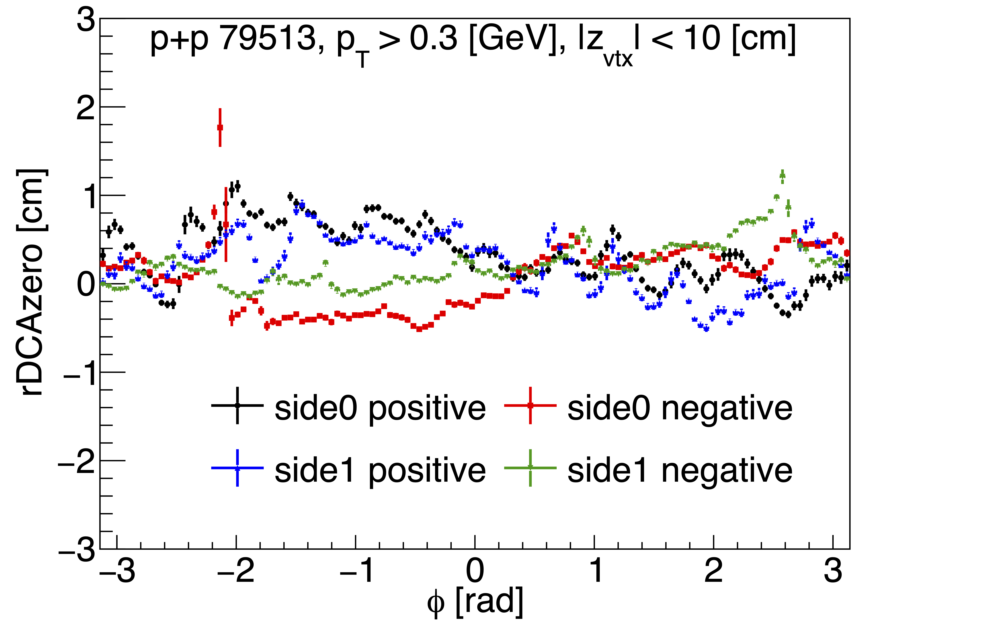 p+p 79513, p_T > 0.3 [GeV], |z_vtx| < 10 [cm]
rDCAzero [cm]
3
2
1
0
−1
−2
−3
side0 positive
side0 negative
side1 positive
side1 negative
−3 −2 −1 0 1 2 3
ϕ [rad]